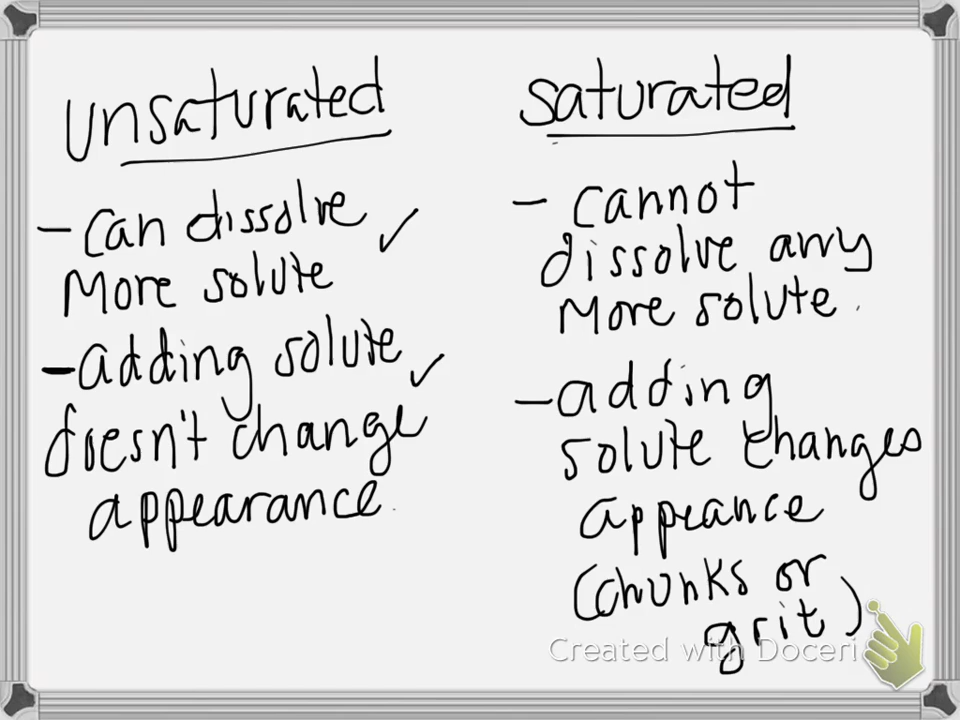 unsaturated
- can dissolve ✓
more solute
- adding solute ✓
doesn't change
appearance.
saturated
- cannot
dissolve any
more solute.
- adding
solute changes
appeance
(chunks or
grit)
Created with Doceri